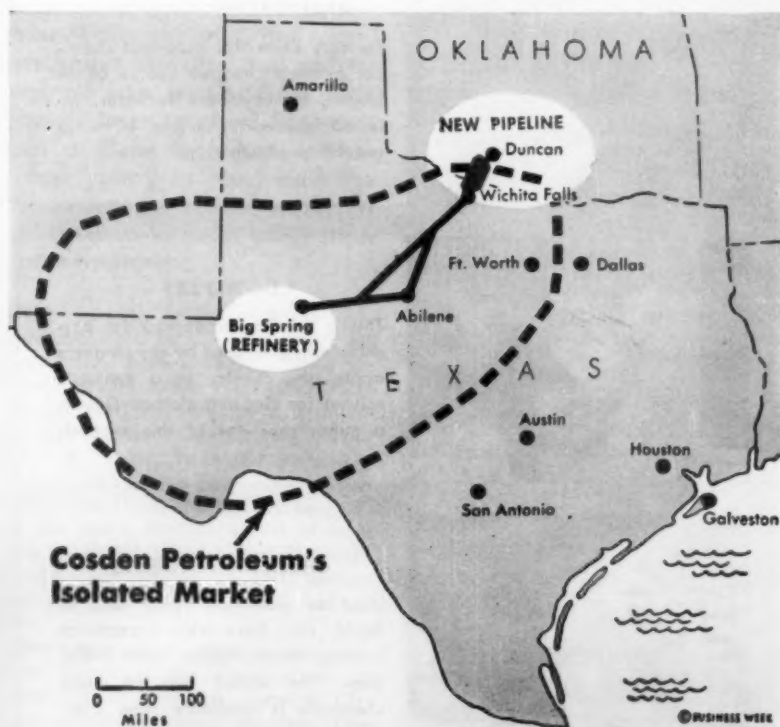 OKLAHOMA
Amarillo
NEW PIPELINE
Duncan
Wichita Falls
Ft. Worth
Dallas
Big Spring
(REFINERY)
Abilene
TEXAS
Austin
Houston
San Antonio
Galveston
Cosden Petroleum's
Isolated Market
0 50 100
Miles
©BUSINESS WEEK